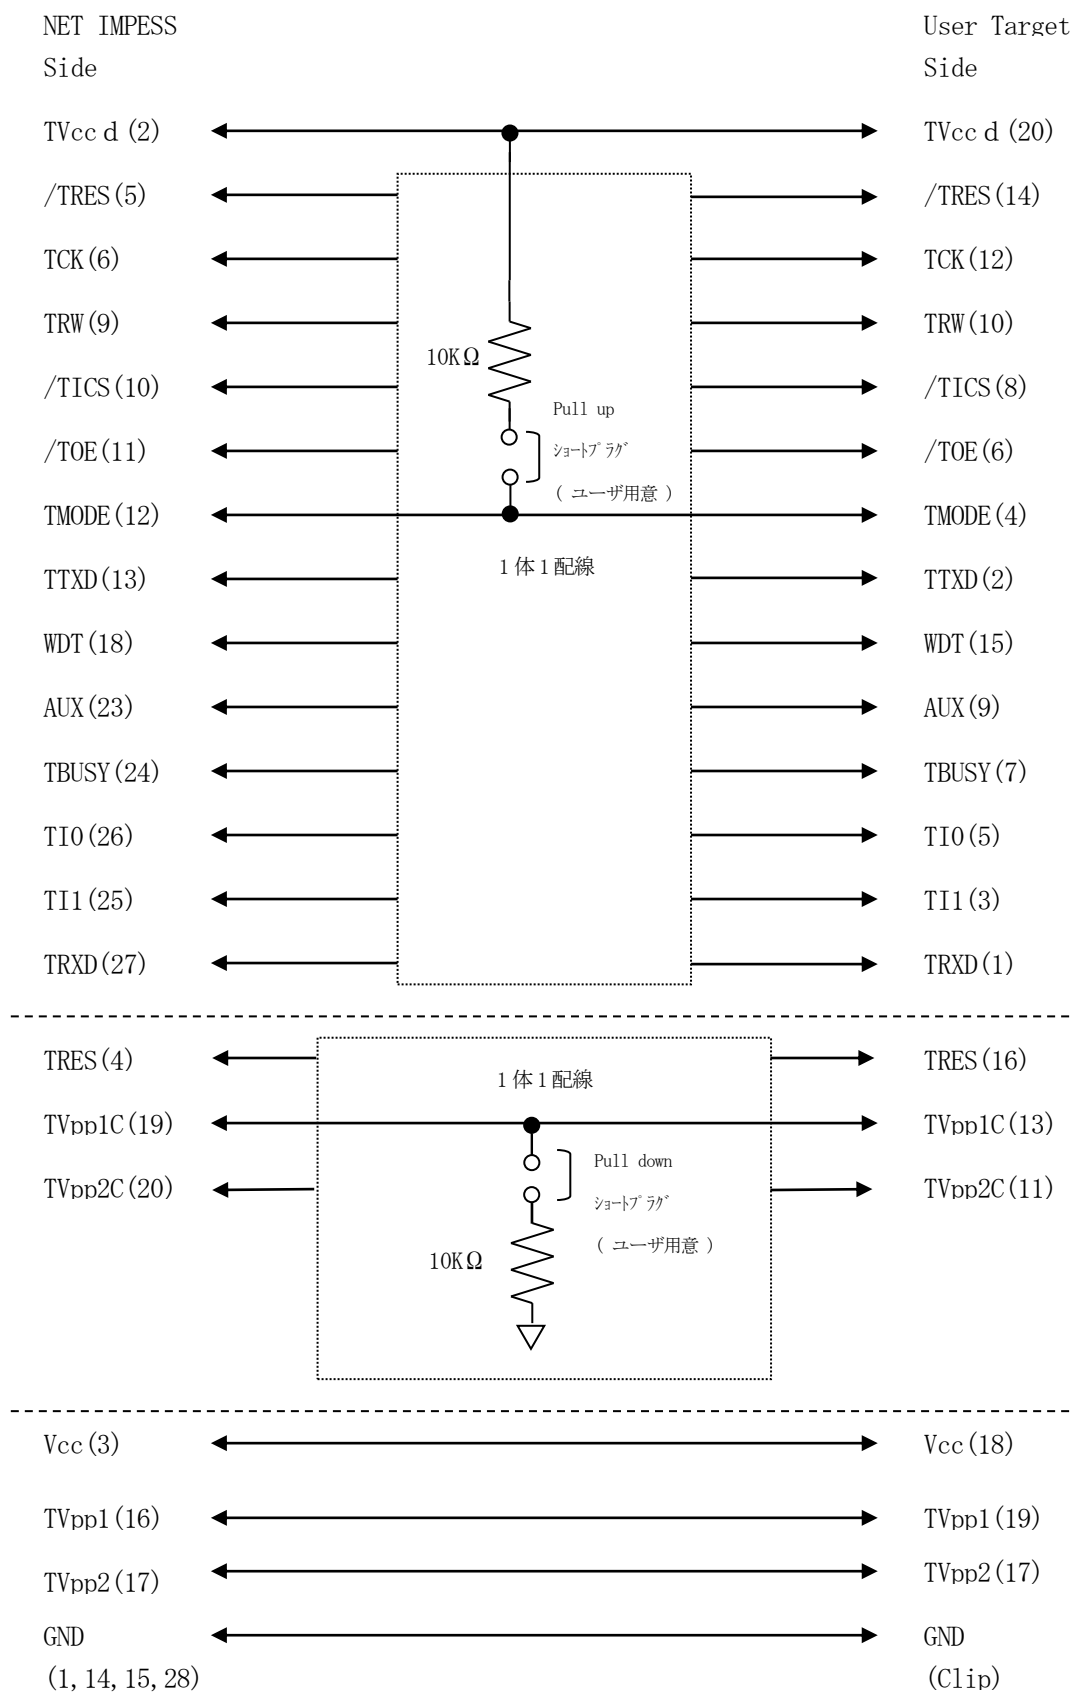 NET IMPESS User Target
Side Side
TVccｄ(2) TVccｄ(20)
/TRES(5) /TRES(14)
TCK(6) TCK(12)
TRW(9) TRW(10)
10KΩ
/TICS(10) /TICS(8)
Pull up
/TOE(11) ｼｮｰﾄﾌﾟﾗｸﾞ /TOE(6)
( ユーザ用意 )
TMODE(12) TMODE(4)
1体1配線
TTXD(13) TTXD(2)
WDT(18) WDT(15)
AUX(23) AUX(9)
TBUSY(24) TBUSY(7)
TI0(26) TI0(5)
TI1(25) TI1(3)
TRXD(27) TRXD(1)
TRES(4) TRES(16)
1体1配線
TVpp1C(19) TVpp1C(13)
Pull down
TVpp2C(20) ｼｮｰﾄﾌﾟﾗｸﾞ TVpp2C(11)
( ユーザ用意 )
10KΩ
Vcc(3) Vcc(18)
TVpp1(16) TVpp1(19)
TVpp2(17) TVpp2(17)
GND GND
(1,14,15,28) (Clip)